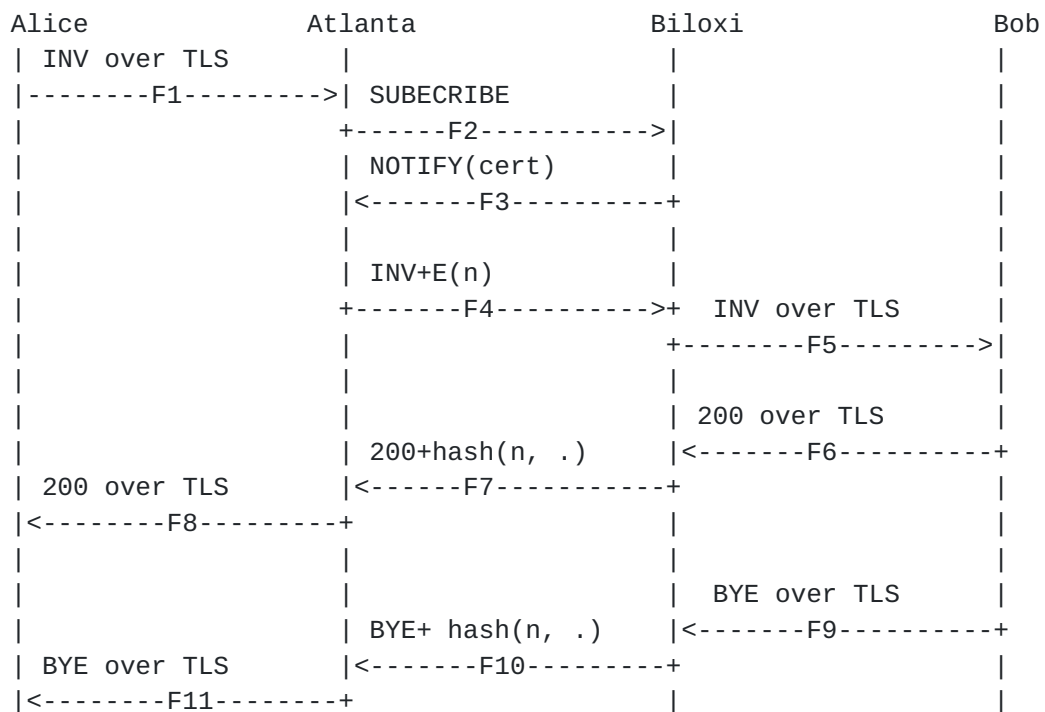 Alice                Atlanta               Biloxi                Bob
|  INV over TLS      |                     |                     |
|--------F1--------->| SUBECRIBE           |                     |
|                    +------F2----------->|                     |
|                    | NOTIFY(cert)        |                     |
|                    |<-------F3----------+                     |
|                    |                     |                     |
|                    | INV+E(n)            |                     |
|                    +-------F4---------->+  INV over TLS       |
|                    |                    +--------F5--------->|
|                    |                     |                     |
|                    |                     | 200 over TLS        |
|                    | 200+hash(n, .)      |<-------F6----------+
| 200 over TLS       |<------F7-----------+                     |
|<--------F8---------+                     |                     |
|                    |                     |                     |
|                    |                     |  BYE over TLS       |
|                    | BYE+ hash(n, .)     |<-------F9----------+
| BYE over TLS       |<-------F10---------+                     |
|<--------F11--------+                     |                     |